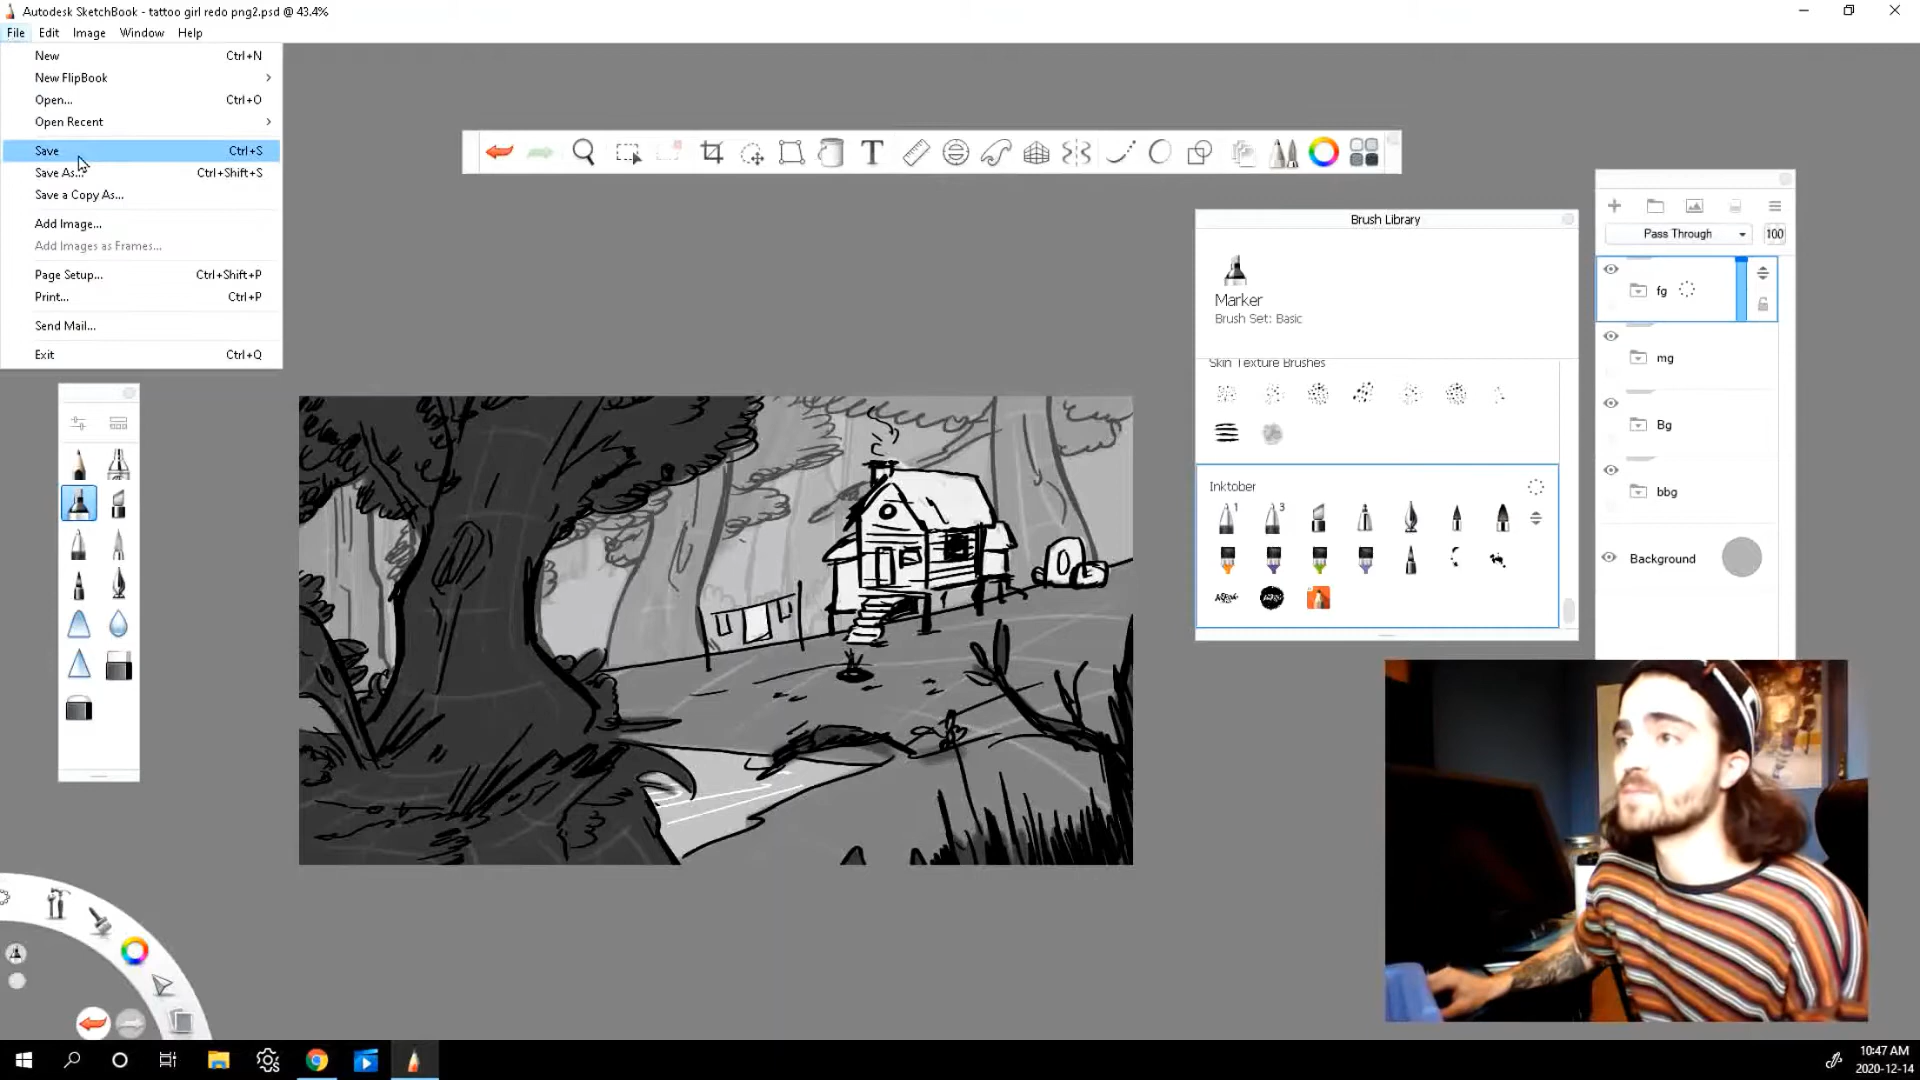 Autodesk SketchBook - tattoo girl redo png2.psd @ 43.4%
File Edit Image Window Help
New Ctrl+N
New FlipBook
Open... Ctrl+O
Open Recent
Save Ctrl+S
Save As... Ctrl+Shift+S
Save a Copy As...
Add Image...
Add Images as Frames...
Page Setup... Ctrl+Shift+P
Print... Ctrl+P
Send Mail...
Exit Ctrl+Q
T
Brush Library
Marker
Brush Set: Basic
Skin Texture Brushes
Inktober
1 3
Pass Through 100
fg
mg
Bg
bbg
Background
10:47 AM
2020-12-14